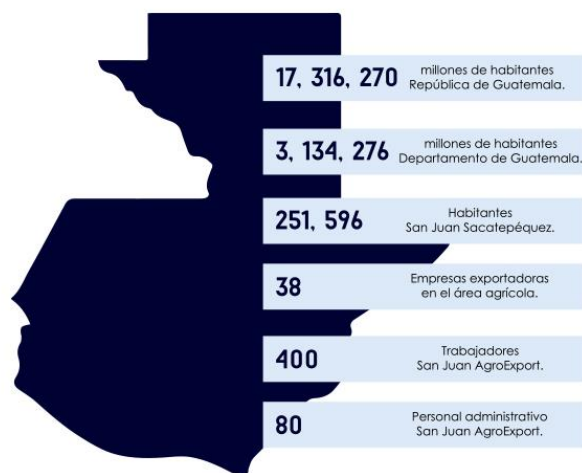 17, 316, 270 millones de habitantes
República de Guatemala.
3, 134, 276 millones de habitantes
Departamento de Guatemala.
251, 596 Habitantes
San Juan Sacatepéquez.
38 Empresas exportadoras
en el área agrícola.
400 Trabajadores
San Juan AgroExport.
80 Personal administrativo
San Juan AgroExport.